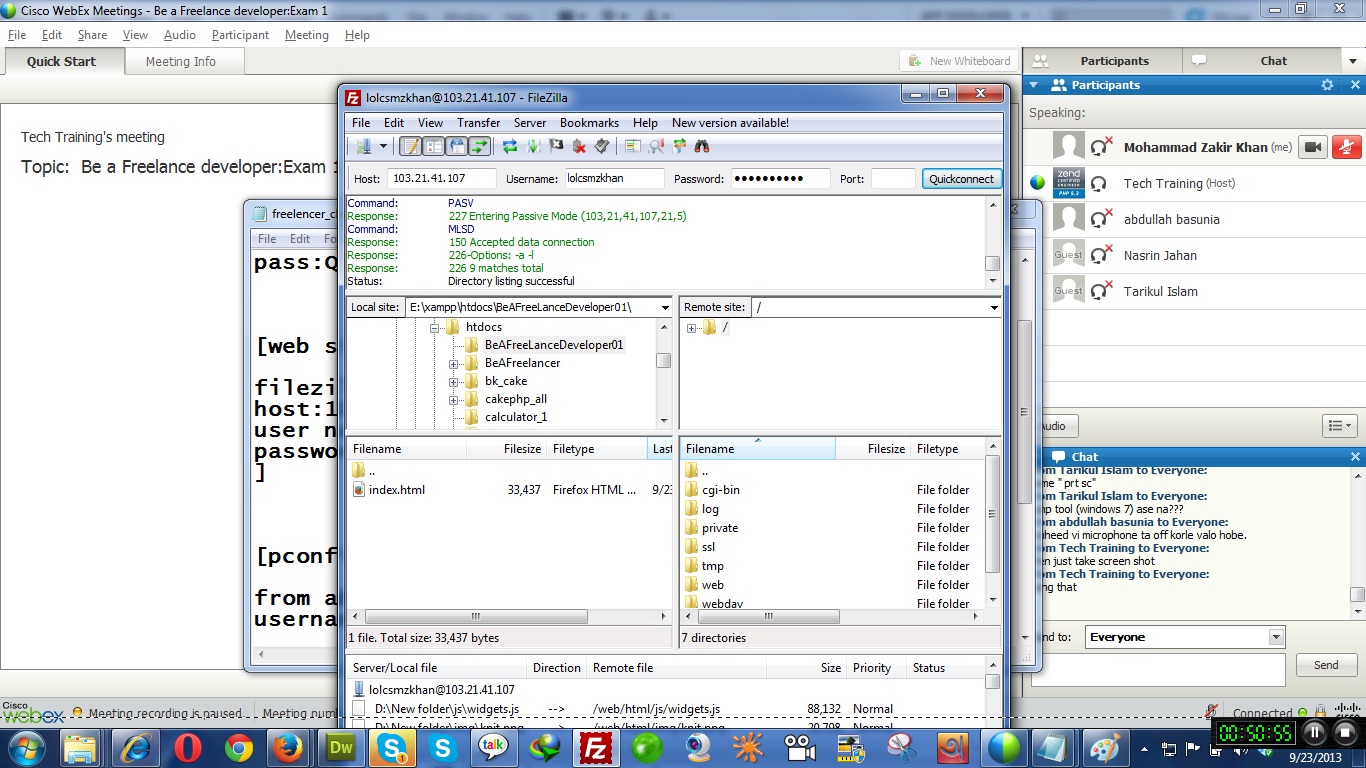 Cisco WebEx Meetings - Be a Freelance developer:Exam 1
File Edit Share View Audio Participant Meeting Help
Quick Start Meeting Info
New Whiteboard
Participants Chat
Participants
Speaking:
Mohammad Zakir Khan (me)
Tech Training (Host)
abdullah basunia
Guest Nasrin Jahan
Guest Tarikul Islam
Tech Training's meeting
Topic: Be a Freelance developer:Exam 1
freelencer_c
File Edit Fo
pass:Q
[web s
filezi
host:1
user n
passwo
]
[pconf
from a
userna
lolcsmzkhan@103.21.41.107 - FileZilla
File Edit View Transfer Server Bookmarks Help New version available!
Host: 103.21.41.107 Username: lolcsmzkhan Password: ●●●●●●●●●● Port: Quickconnect
Command: PASV
Response: 227 Entering Passive Mode (103,21,41,107,21,5)
Command: MLSD
Response: 150 Accepted data connection
Response: 226-Options: -a -l
Response: 226 9 matches total
Status: Directory listing successful
Local site: E:\xampp\htdocs\BeAFreeLanceDeveloper01\
htdocs
BeAFreeLanceDeveloper01
BeAFreelancer
bk_cake
cakephp_all
calculator_1
Remote site: /
/
Filename Filesize Filetype Last
..
index.html 33,437 Firefox HTML ... 9/23
1 file. Total size: 33,437 bytes
Filename Filesize Filetype
..
cgi-bin File folder
log File folder
private File folder
ssl File folder
tmp File folder
web File folder
webdav File folder
7 directories
Server/Local file Direction Remote file Size Priority Status
lolcsmzkhan@103.21.41.107
D:\New folder\js\widgets.js --> /web/html/js/widgets.js 88,132 Normal
D:\New folder\img\knit.png --> /web/html/img/knit.png 20,708 Normal
udio
Chat
om Tarikul Islam to Everyone:
me "prt sc"
om Tarikul Islam to Everyone:
np tool (windows 7) ase na???
om abdullah basunia to Everyone:
aheed vi microphone ta off korle valo hobe.
om Tech Training to Everyone:
en just take screen shot
om Tech Training to Everyone:
ing that
nd to: Everyone
Send
Cisco webex Meeting recording is paused. Meeting num
Connected
cisco
Dw
talk
00:50:55
9/23/2013